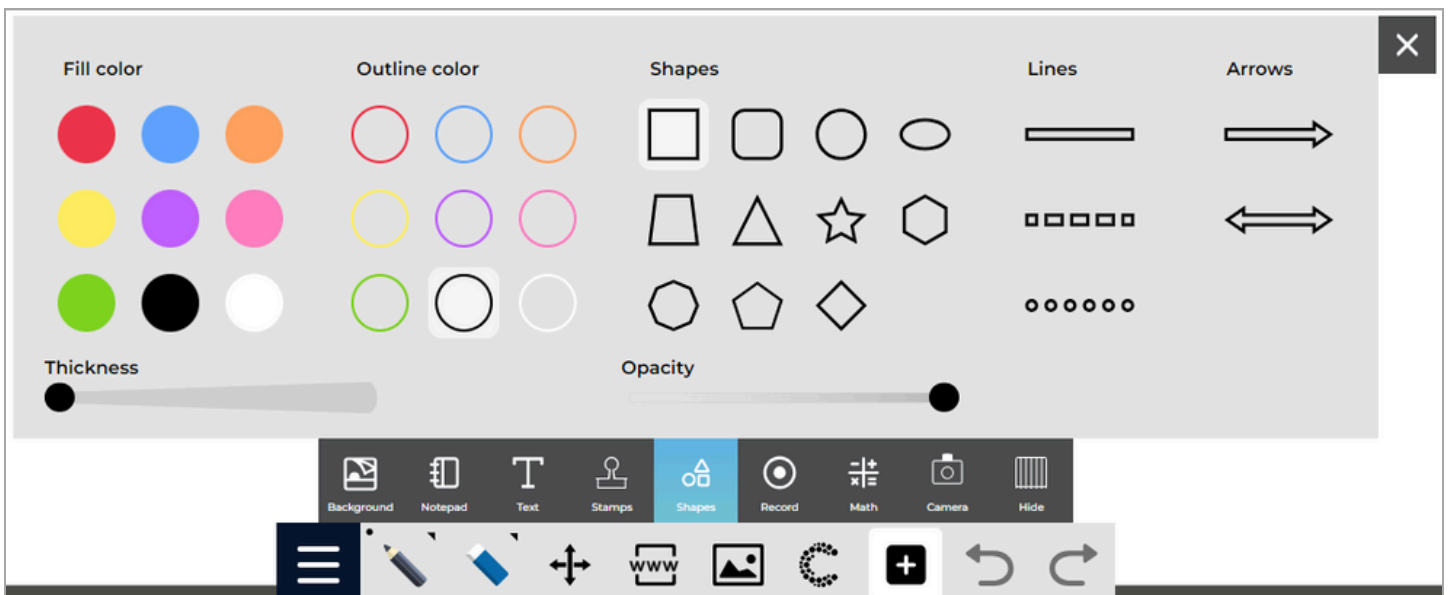 Fill color
Outline color
Shapes
Lines
Arrows
Thickness
Opacity
Background
Notepad
Text
Stamps
Shapes
Record
Math
Camera
Hide
www